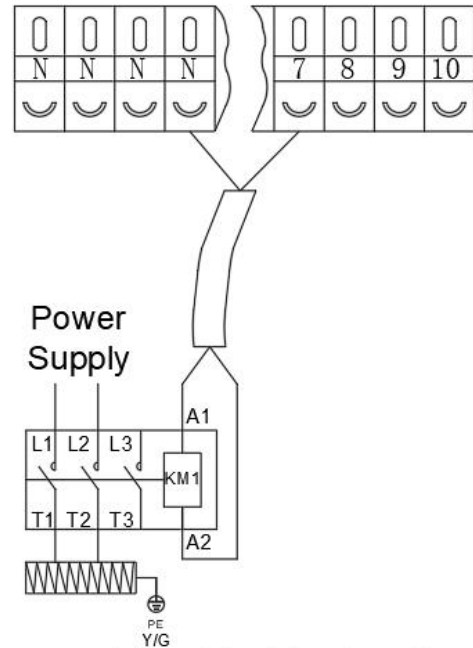 N N N N 7 8 9 10
Power
Supply
A1
L1 L2 L3
KM1
T1 T2 T3
A2
PE
Y/G